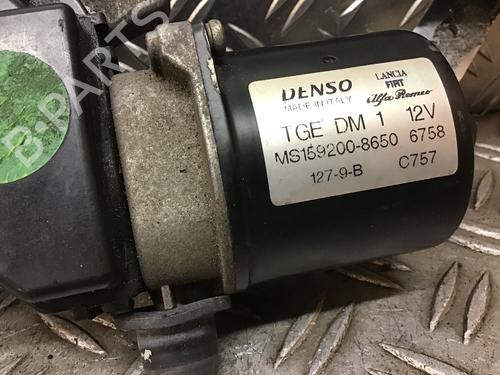 B-PARTS
DENSO
MADE IN ITALY
LANCIA
FIAT
Alfa Romeo
TGE DM 1 12V
MS159200-8650 6758
127-9-B C757